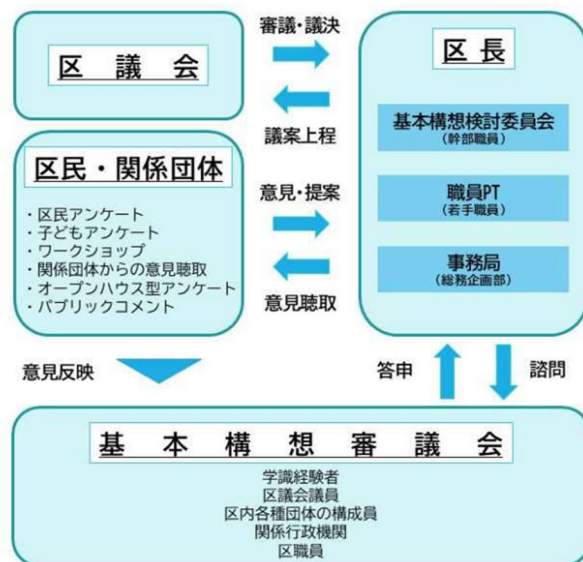 区議会
審議・議決
議案上程
区長
基本構想検討委員会
(幹部職員)
職員PT
(若手職員)
事務局
(総務企画部)
区民・関係団体
・区民アンケート
・子どもアンケート
・ワークショップ
・関係団体からの意見聴取
・オープンハウス型アンケート
・パブリックコメント
意見・提案
意見聴取
意見反映
答申
諮問
基本構想審議会
学識経験者
区議会議員
区内各種団体の構成員
関係行政機関
区職員